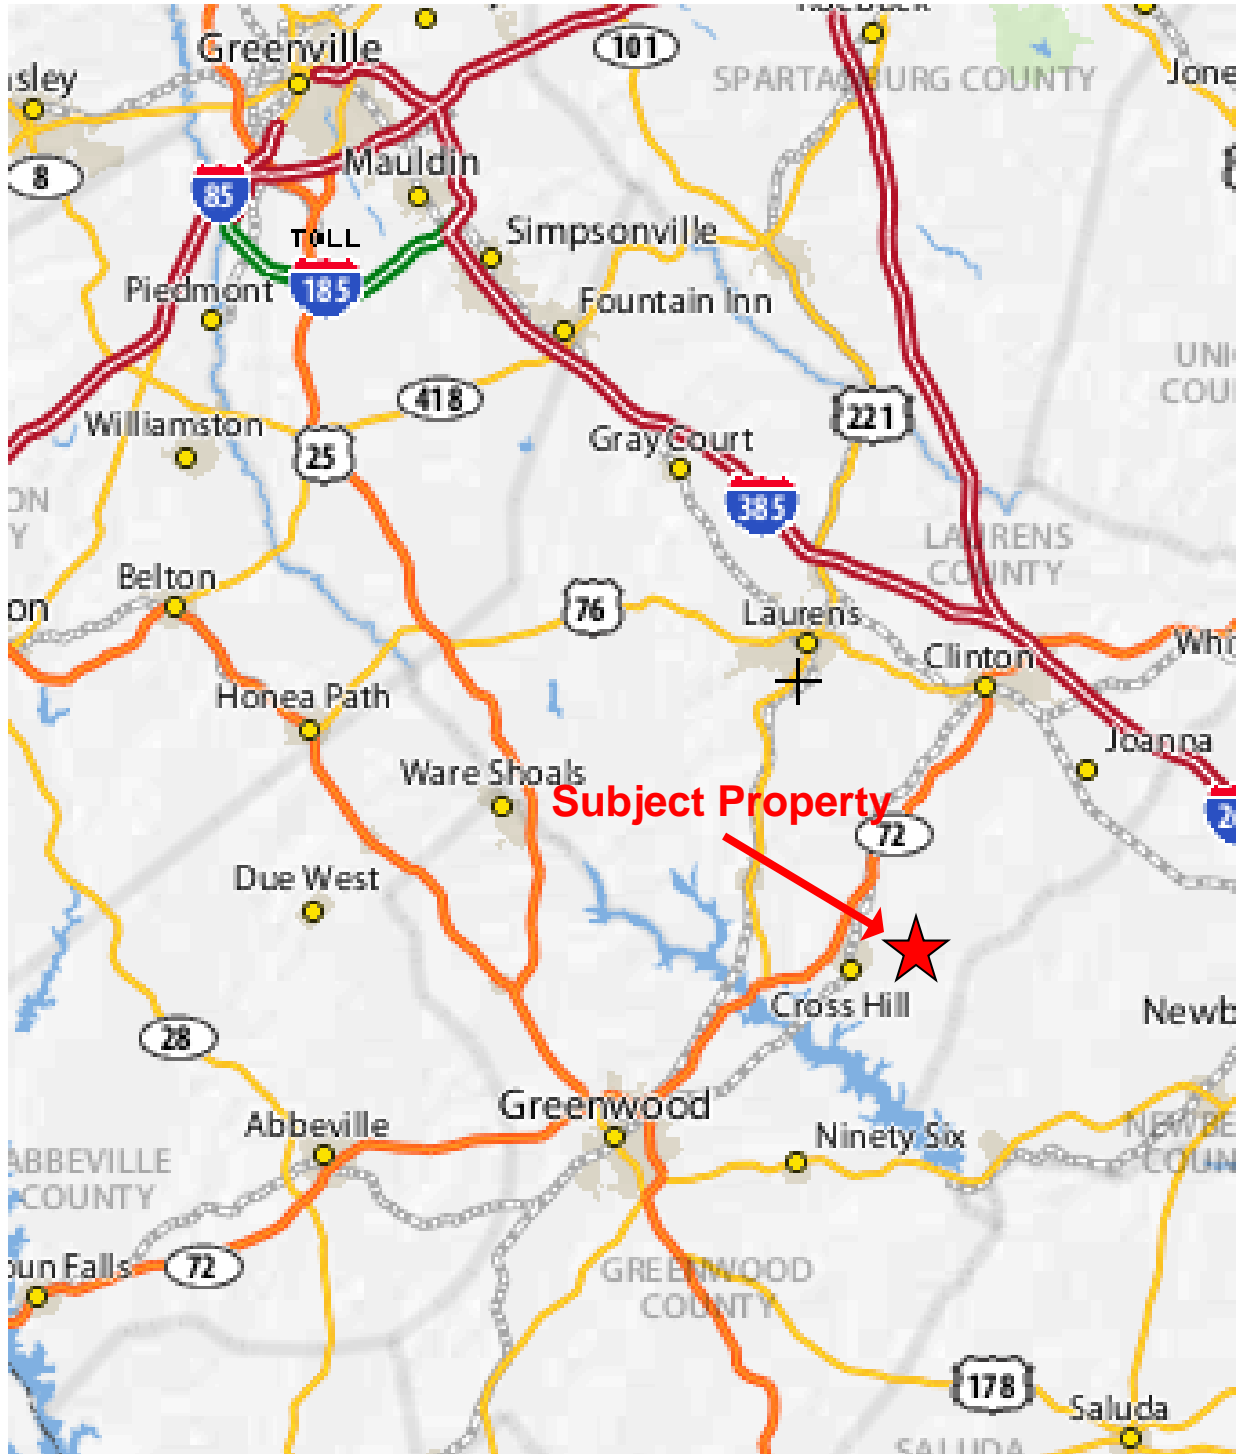 Greenville
101
SPARTANBURG COUNTY
8
Mauldin
85
TOLL
Simpsonville
185
Piedmont
Fountain Inn
418
221
Williamston
25
Gray Court
385
LAURENS
COUNTY
Belton
76
Laurens
Clinton
Honea Path
Joanna
Ware Shoals
Subject Property
72
Due West
Cross Hill
28
Greenwood
Abbeville
Ninety Six
ABBEVILLE
COUNTY
72
GREENWOOD
COUNTY
178
Saluda
SALUDA